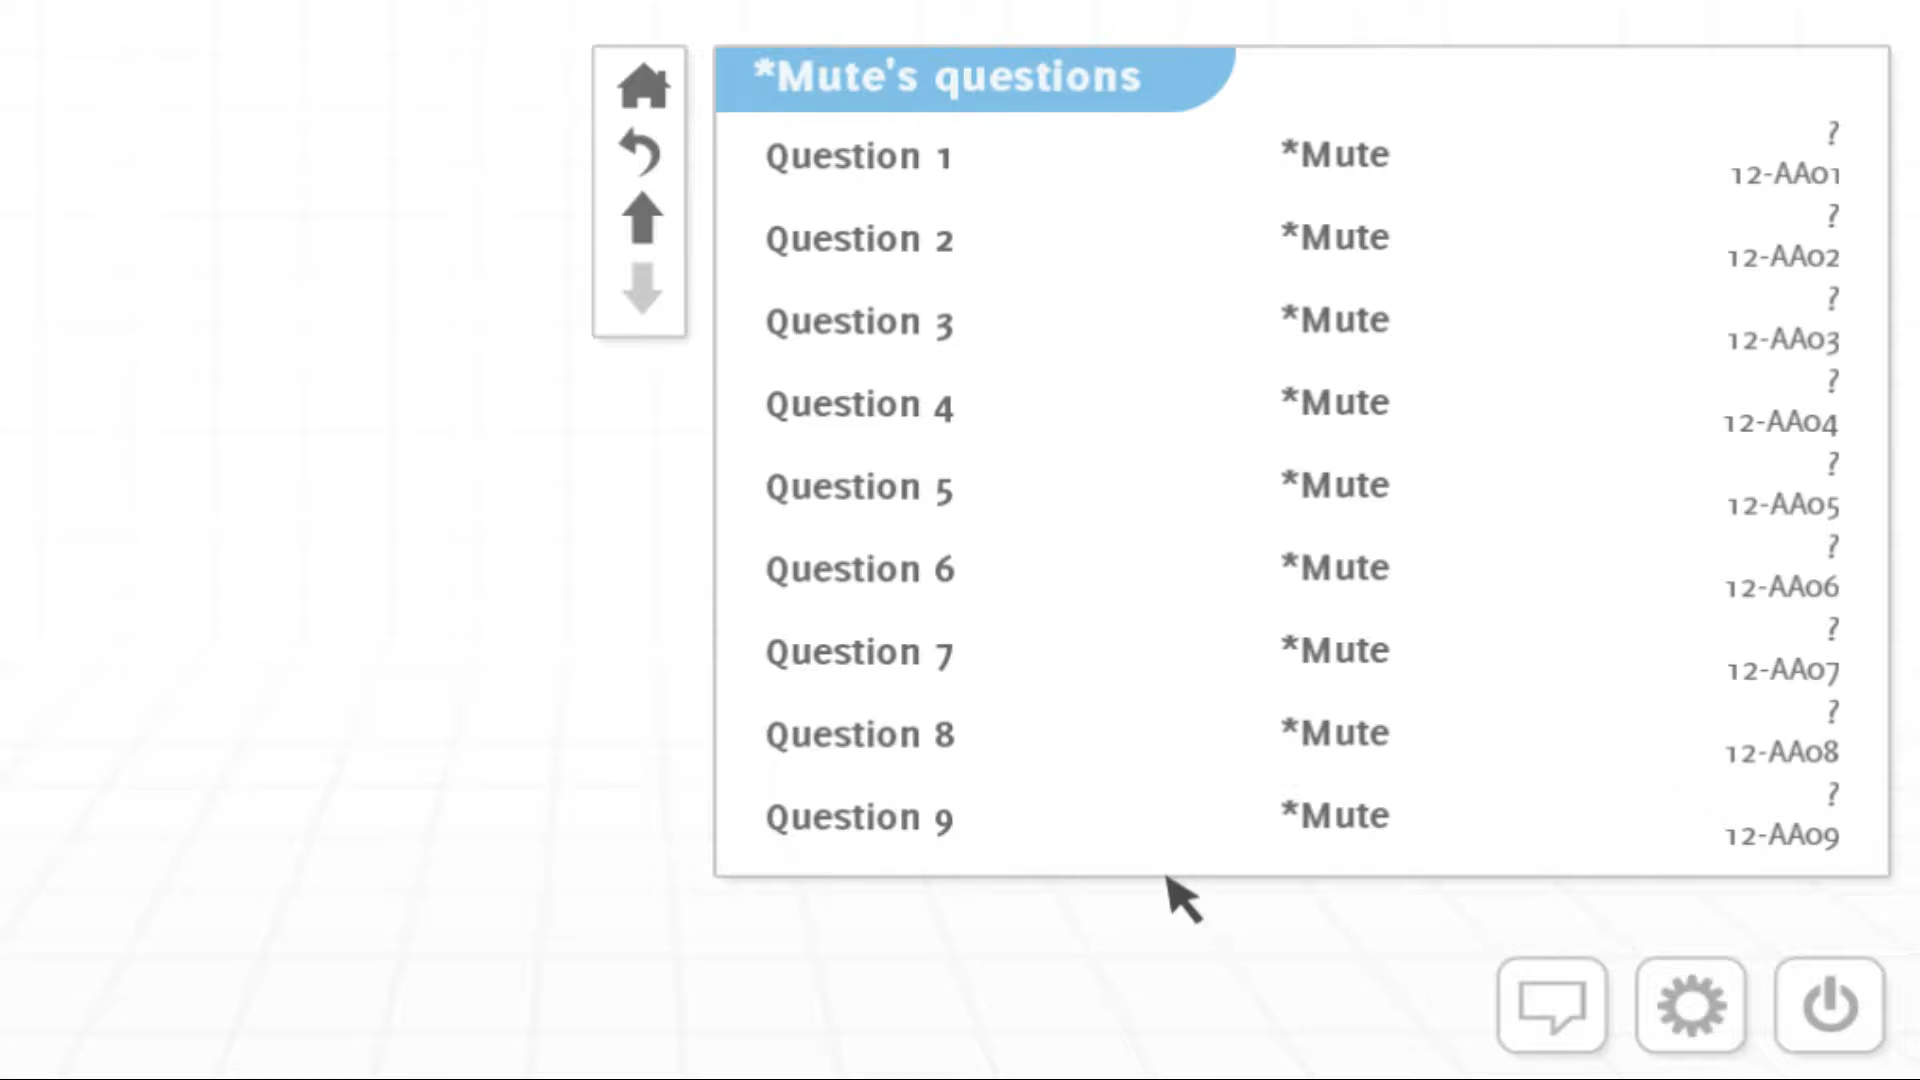 *Mute's questions
Question 1 *Mute ?
12-AA01
Question 2 *Mute ?
12-AA02
Question 3 *Mute ?
12-AA03
Question 4 *Mute ?
12-AA04
Question 5 *Mute ?
12-AA05
Question 6 *Mute ?
12-AA06
Question 7 *Mute ?
12-AA07
Question 8 *Mute ?
12-AA08
Question 9 *Mute ?
12-AA09